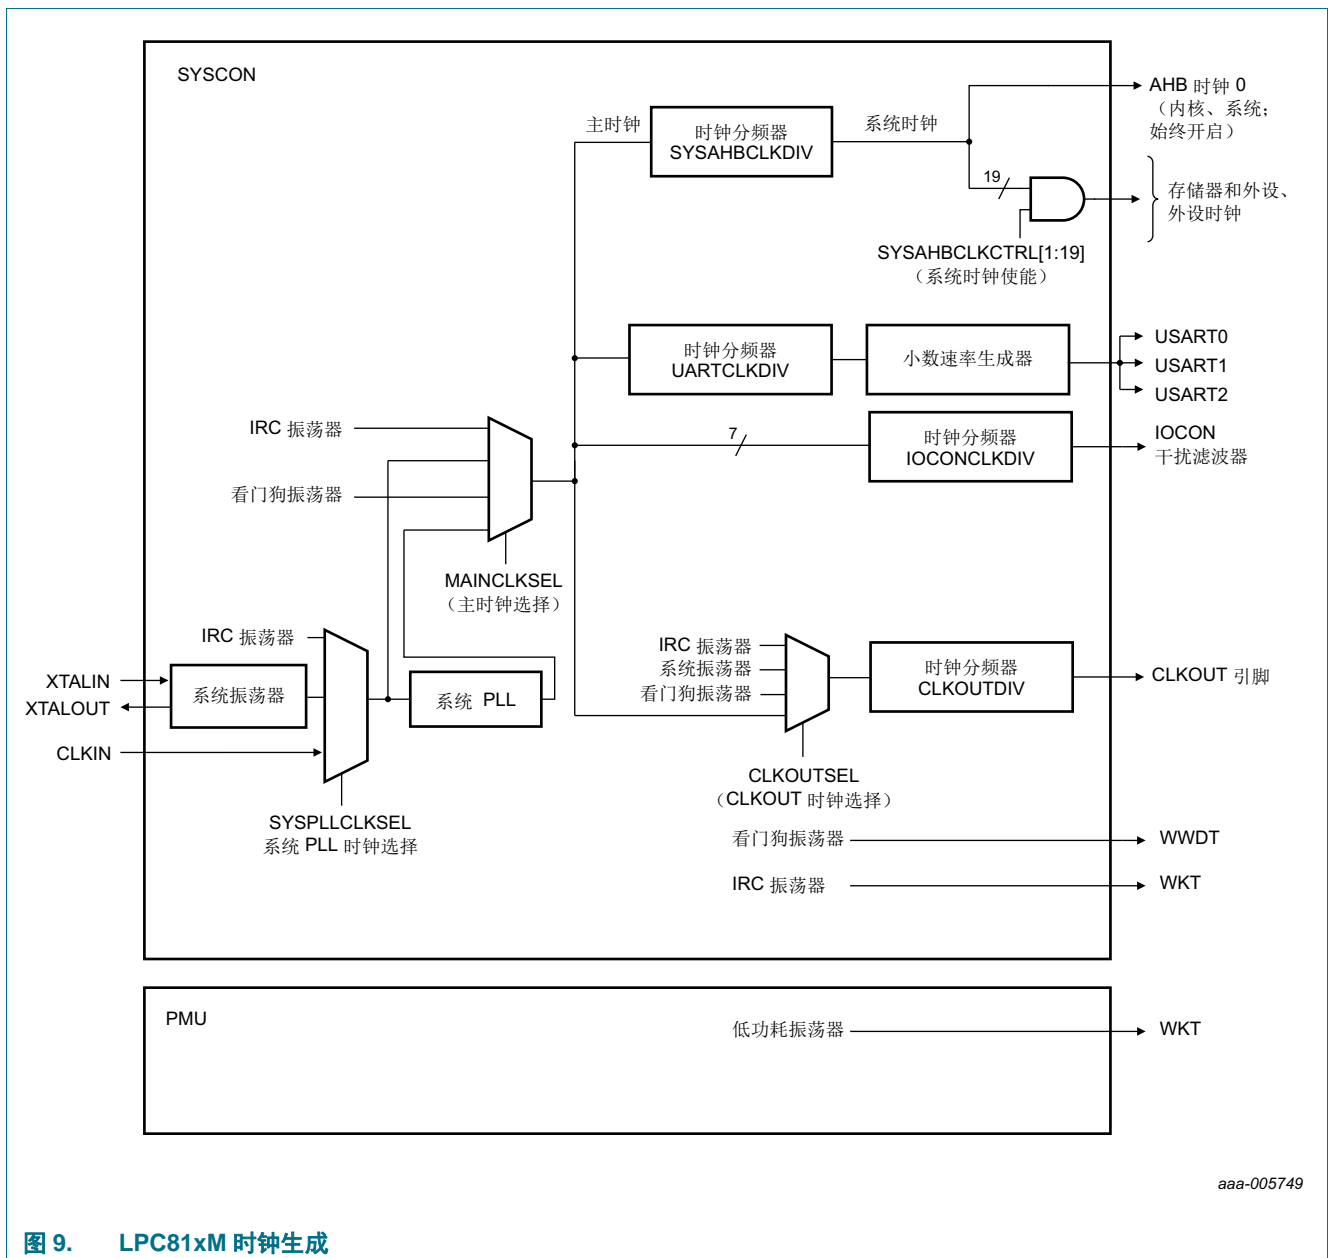 SYSCON
AHB 时钟 0
（内核、系统；
始终开启）
主时钟
时钟分频器
SYSAHBCLKDIV
系统时钟
19
存储器和外设、
外设时钟
SYSAHBCLKCTRL[1:19]
（系统时钟使能）
时钟分频器
UARTCLKDIV
小数速率生成器
USART0
USART1
USART2
IRC 振荡器
7
时钟分频器
IOCONCLKDIV
IOCON
干扰滤波器
看门狗振荡器
MAINCLKSEL
（主时钟选择）
IRC 振荡器
XTALIN
XTALOUT
系统振荡器
系统 PLL
CLKIN
SYSPLLCLKSEL
系统 PLL 时钟选择
IRC 振荡器
系统振荡器
看门狗振荡器
时钟分频器
CLKOUTDIV
CLKOUT 引脚
CLKOUTSEL
（CLKOUT 时钟选择）
看门狗振荡器
WWDT
IRC 振荡器
WKT
PMU
低功耗振荡器
WKT
aaa-005749
图 9. LPC81xM 时钟生成